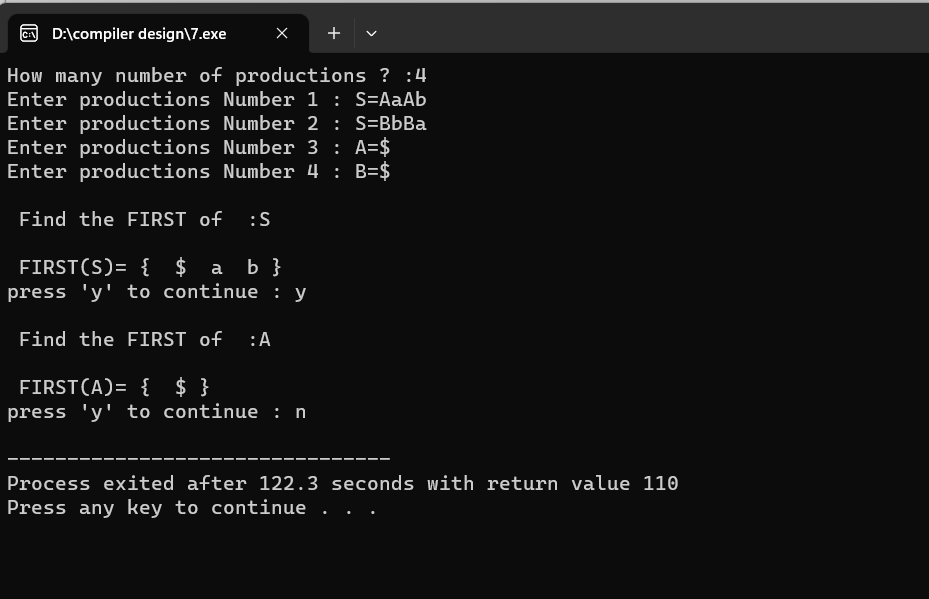 D:\compiler design\7.exe
How many number of productions ? :4
Enter productions Number 1 : S=AaAb
Enter productions Number 2 : S=BbBa
Enter productions Number 3 : A=$
Enter productions Number 4 : B=$
Find the FIRST of  :S
FIRST(S)= {  $  a  b }
press 'y' to continue : y
Find the FIRST of  :A
FIRST(A)= {  $ }
press 'y' to continue : n
--------------------------------
Process exited after 122.3 seconds with return value 110
Press any key to continue . . .